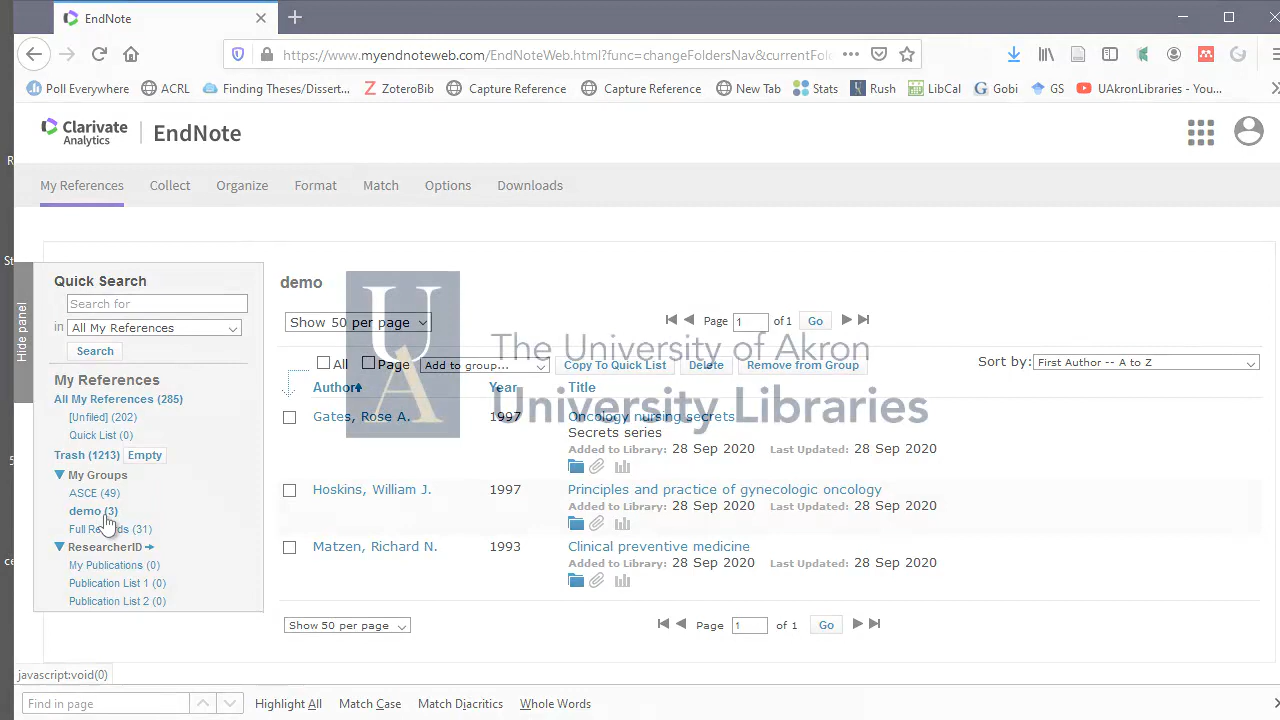 EndNote
https://www.myendnoteweb.com/EndNoteWeb.html?func=changeFoldersNav&currentFol
Poll Everywhere ACRL Finding Theses/Dissert... ZoteroBib Capture Reference Capture Reference New Tab Stats Rush LibCal Gobi GS UAkronLibraries - You...
Clarivate Analytics EndNote
My References Collect Organize Format Match Options Downloads
Hide panel
Quick Search
Search for
in All My References
Search
My References
All My References (285)
[Unfiled] (202)
Quick List (0)
Trash (1213) Empty
My Groups
ASCE (49)
demo (3)
(31)
ResearcherID
My Publications (0)
Publication List 1 (0)
Publication List 2 (0)
demo
Show 50 per page Page 1 of 1 Go
All Page Add to group... Copy To Quick List Delete Remove from Group Sort by: First Author -- A to Z
Author Year Title
Gates, Rose A. 1997 Oncology nursing secrets
Secrets series
Added to Library: 28 Sep 2020 Last Updated: 28 Sep 2020
Hoskins, William J. 1997 Principles and practice of gynecologic oncology
Added to Library: 28 Sep 2020 Last Updated: 28 Sep 2020
Matzen, Richard N. 1993 Clinical preventive medicine
Added to Library: 28 Sep 2020 Last Updated: 28 Sep 2020
Show 50 per page Page 1 of 1 Go
UA
The University of Akron
University Libraries
javascript:void(0)
Find in page Highlight All Match Case Match Diacritics Whole Words